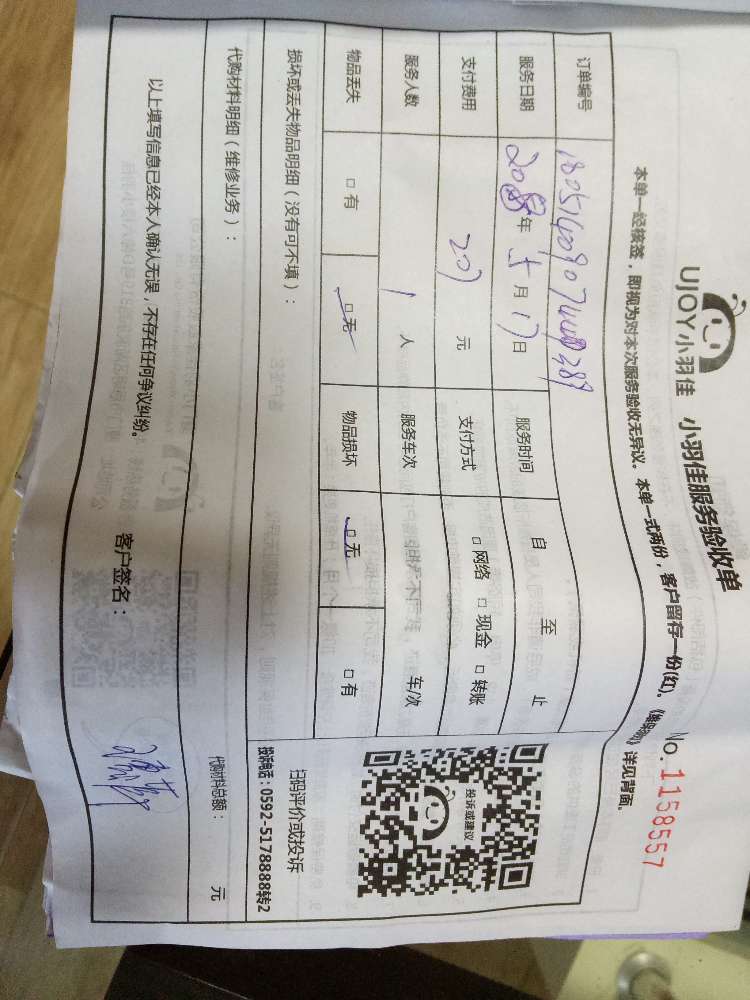 UJOY小羽佳 小羽佳服务验收单
No. 1158557
本单一经接签，即视为对本次服务验收无异议。本单一式两份，客户留存一份(红)。 详见背面。
订单编号
服务日期 年 5月17日 服务时间 自 至 止
支付费用 207 元 支付方式 □网络 □现金 □转账
服务人数 1 人 服务车次 车/次
物品丢失 □有 □无 物品损坏 □无 □有
损坏或丢失物品明细（没有可不填）：
投诉或建议
扫码评价或投诉
投诉电话：0592-5178888转2
代购材料明细（维修业务）： 代购材料总额： 元
以上填写信息已经本人确认无误，不存在任何争议纠纷。
客户签名：